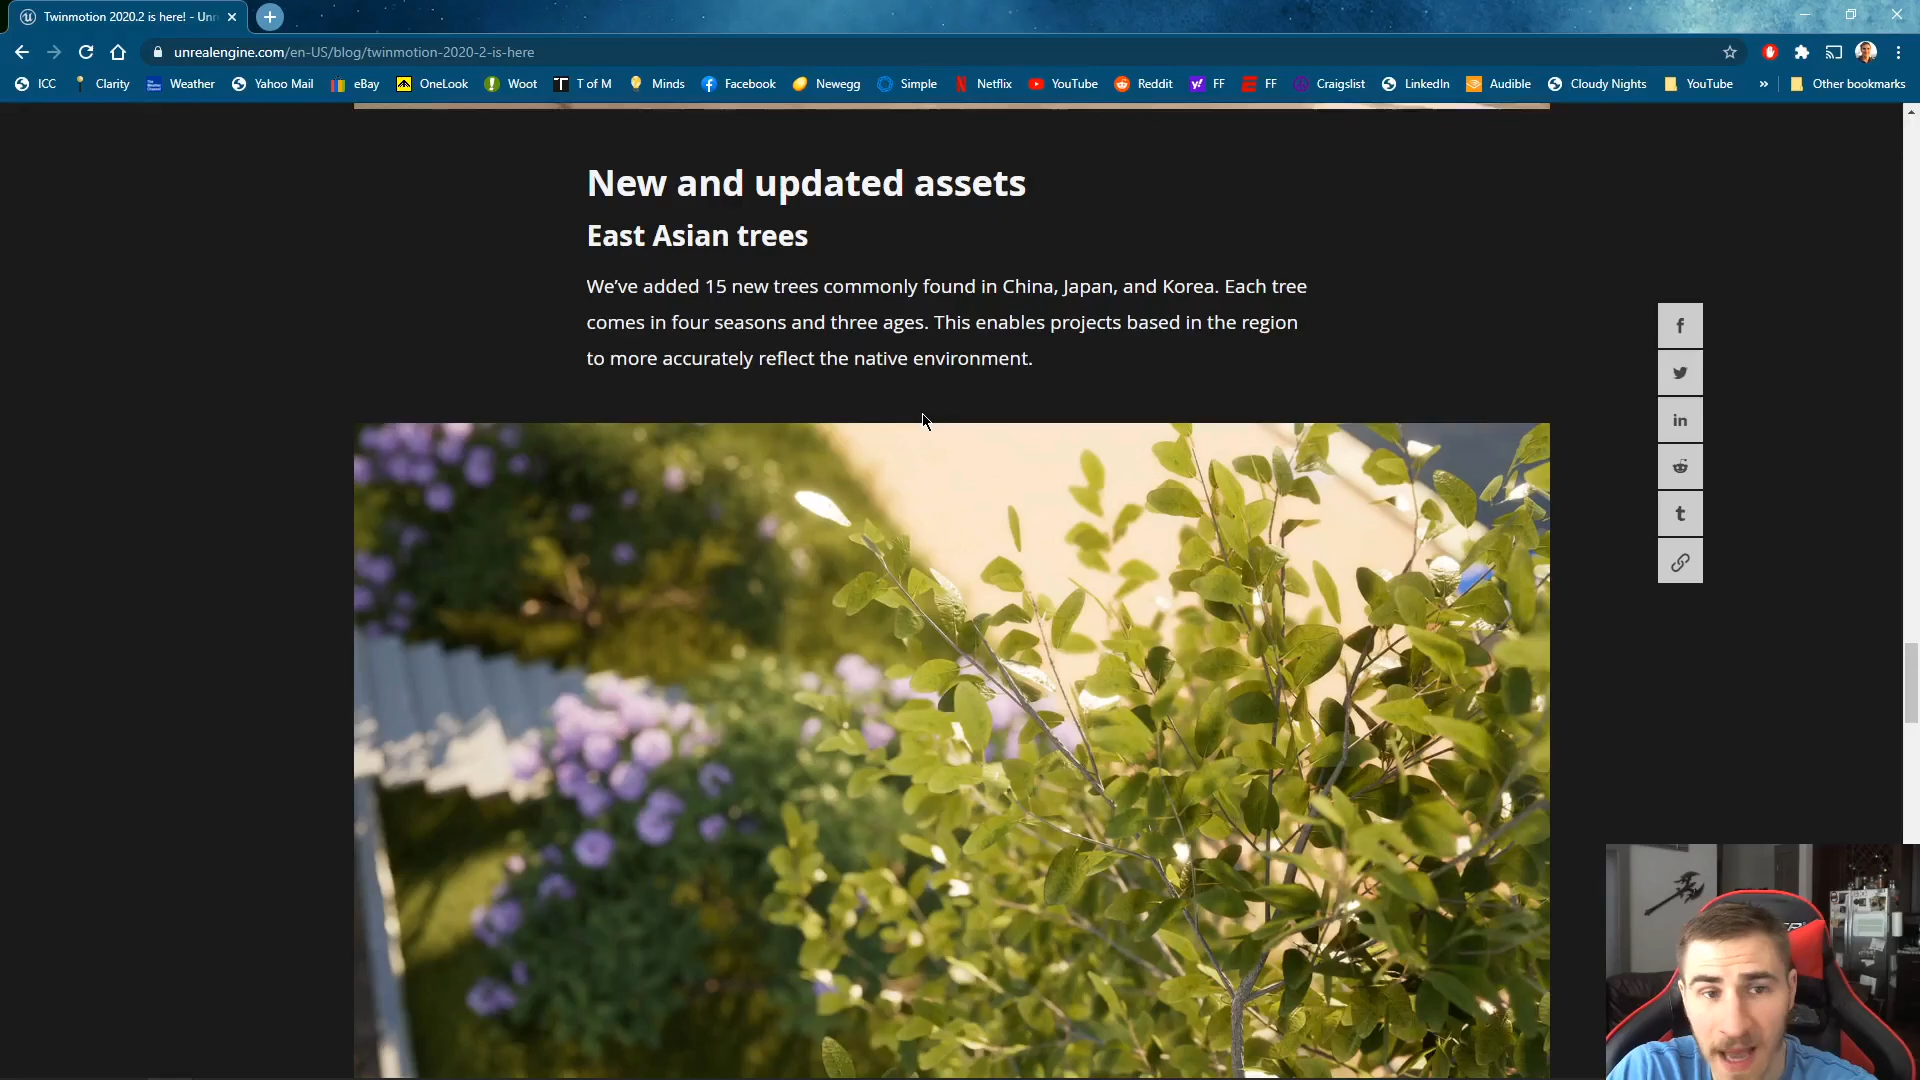 Twinmotion 2020.2 is here! - Unr
unrealengine.com/en-US/blog/twinmotion-2020-2-is-here
ICC Clarity Weather Yahoo Mail eBay OneLook Woot T of M Minds Facebook Newegg Simple Netflix YouTube Reddit FF FF Craigslist LinkedIn Audible Cloudy Nights YouTube » Other bookmarks
New and updated assets
East Asian trees
We’ve added 15 new trees commonly found in China, Japan, and Korea. Each tree
comes in four seasons and three ages. This enables projects based in the region
to more accurately reflect the native environment.